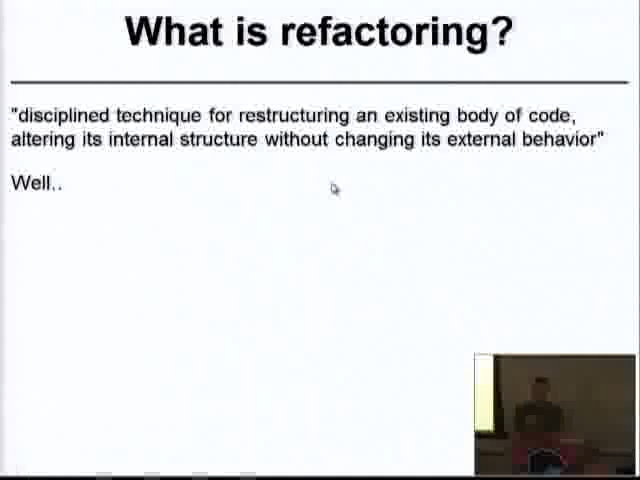 What is refactoring?
"disciplined technique for restructuring an existing body of code,
altering its internal structure without changing its external behavior"
Well..